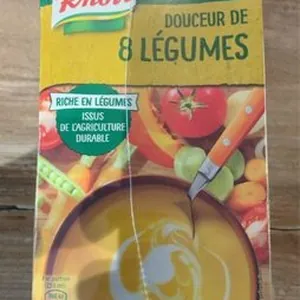 Knorr
DOUCEUR DE
8 LÉGUMES
RICHE EN LÉGUMES
ISSUS
DE L'AGRICULTURE
DURABLE